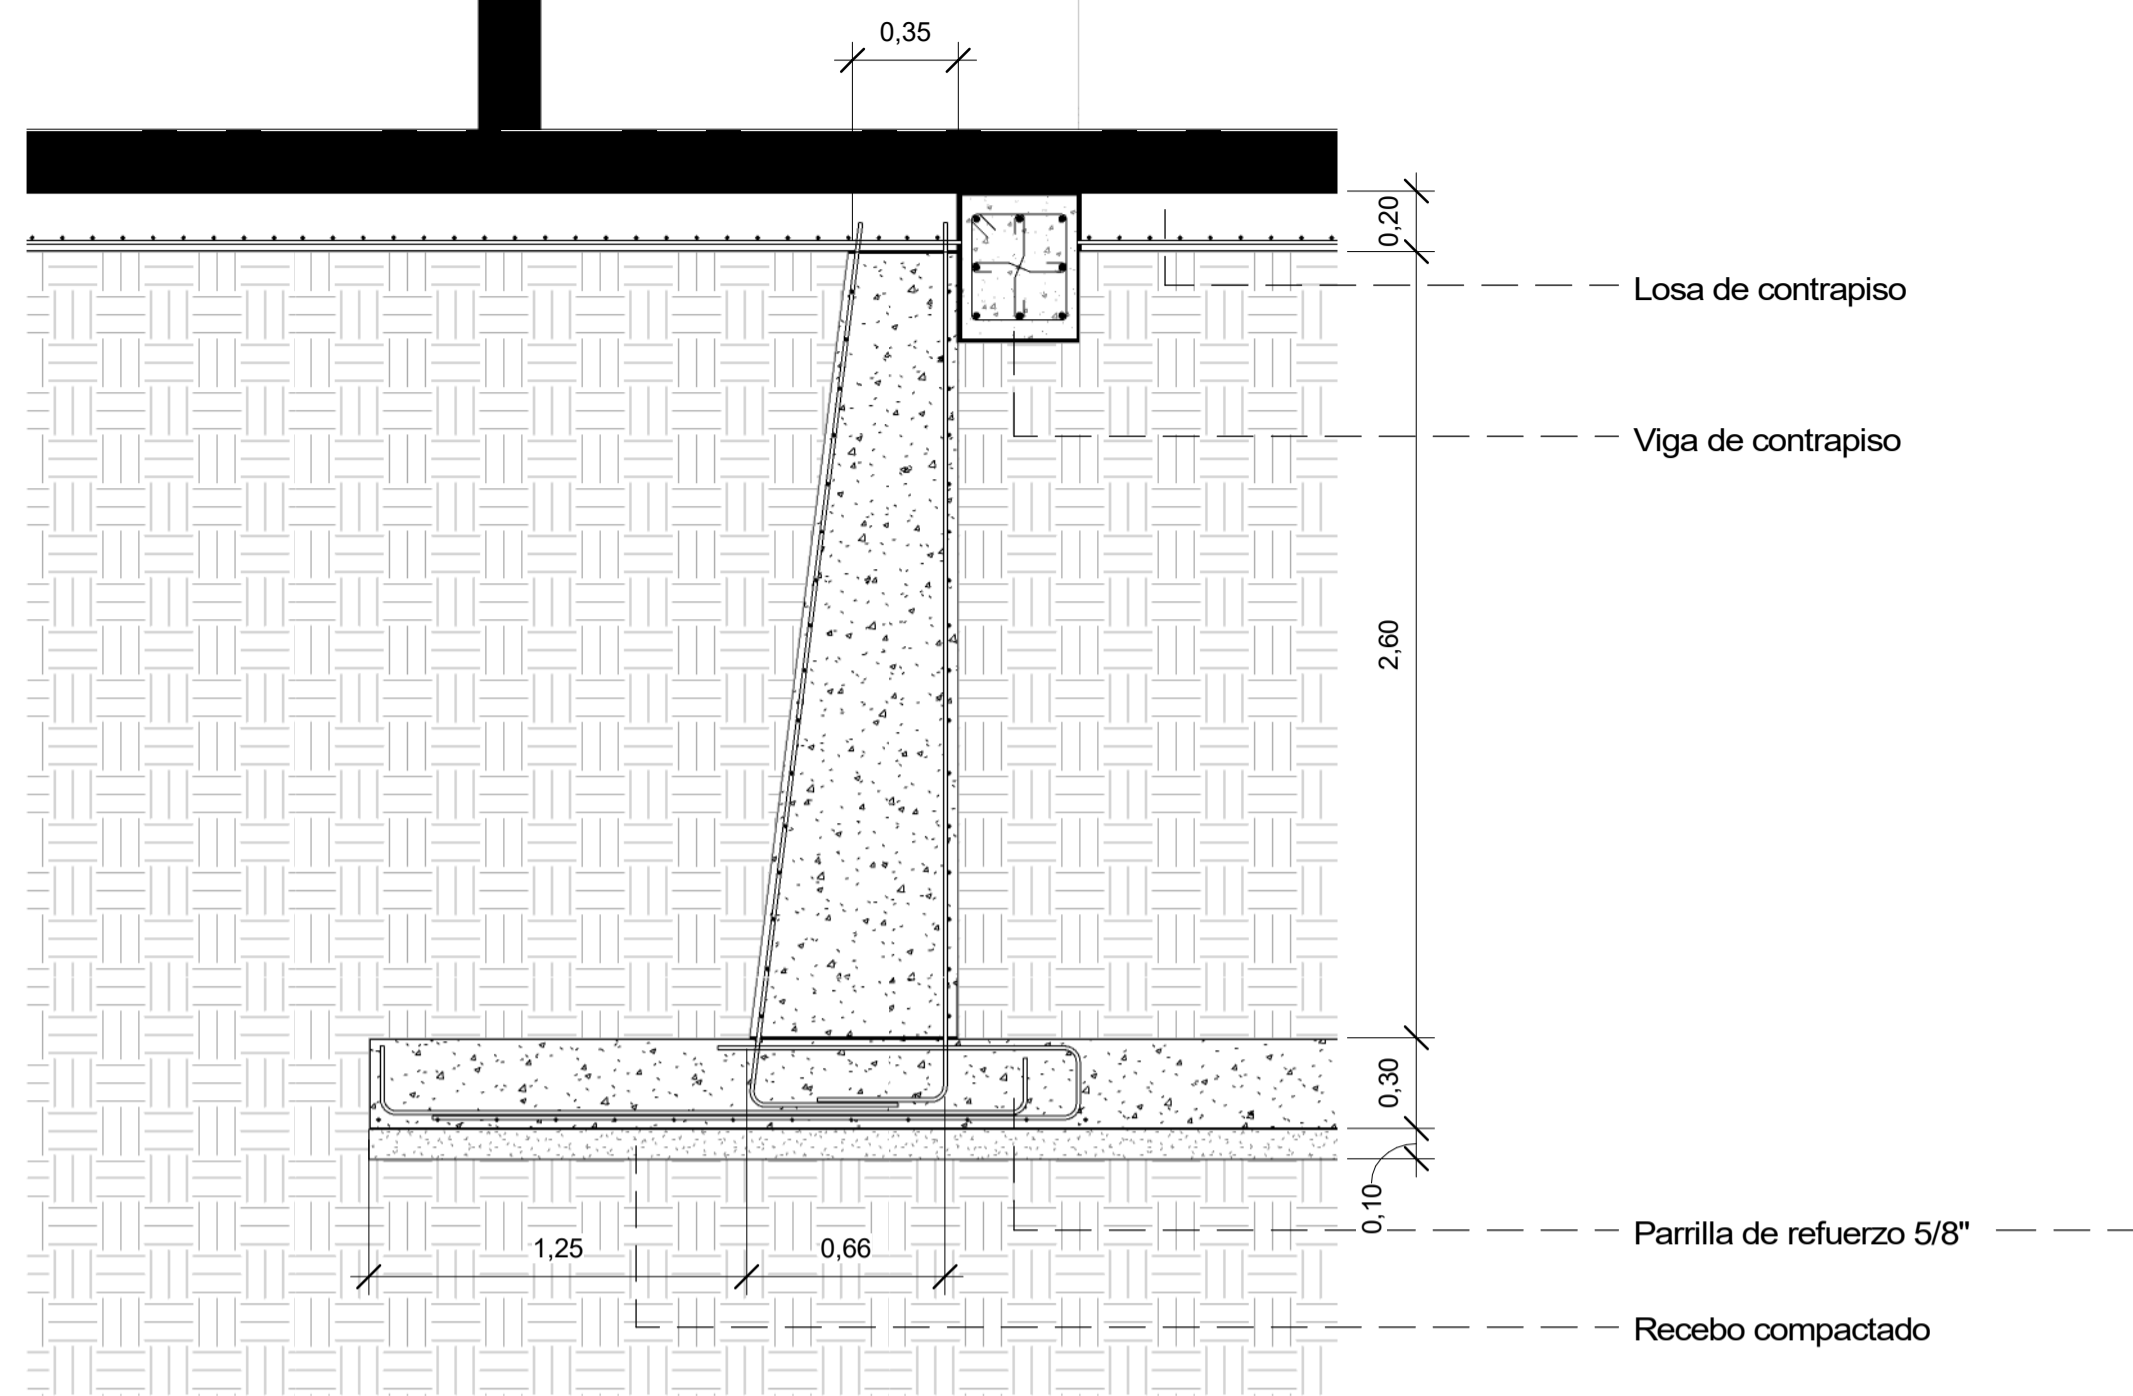 0,35
0,20
Losa de contrapiso
Viga de contrapiso
2,60
0,30
0,10
Parrilla de refuerzo 5/8"
1,25
0,66
Recebo compactado